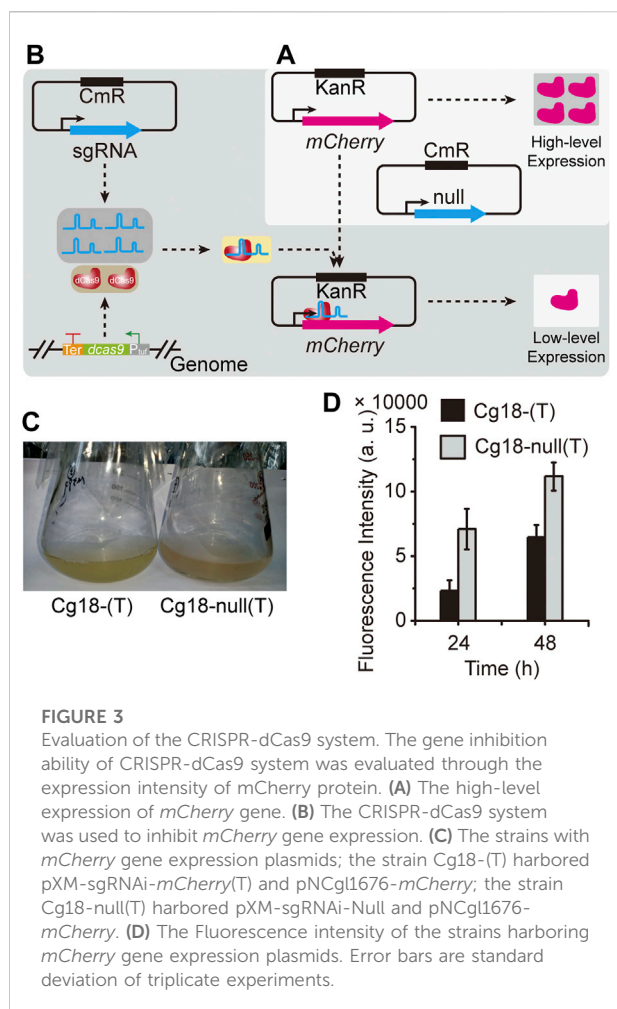 B
A
CmR
sgRNA
KanR
mCherry
High-level
Expression
CmR
null
dCas9 dCas9
KanR
mCherry
Low-level
Expression
Ter dcas9
Genome
C
Cg18-(T) Cg18-null(T)
D
× 10000
Cg18-(T)
Cg18-null(T)
Fluorescence Intensity (a. u.)
15
10
5
0
24 48
Time (h)
FIGURE 3
Evaluation of the CRISPR-dCas9 system. The gene inhibition
ability of CRISPR-dCas9 system was evaluated through the
expression intensity of mCherry protein. (A) The high-level
expression of mCherry gene. (B) The CRISPR-dCas9 system
was used to inhibit mCherry gene expression. (C) The strains with
mCherry gene expression plasmids; the strain Cg18-(T) harbored
pXM-sgRNAi-mCherry(T) and pNCgl1676-mCherry; the strain
Cg18-null(T) harbored pXM-sgRNAi-Null and pNCgl1676-
mCherry. (D) The Fluorescence intensity of the strains harboring
mCherry gene expression plasmids. Error bars are standard
deviation of triplicate experiments.